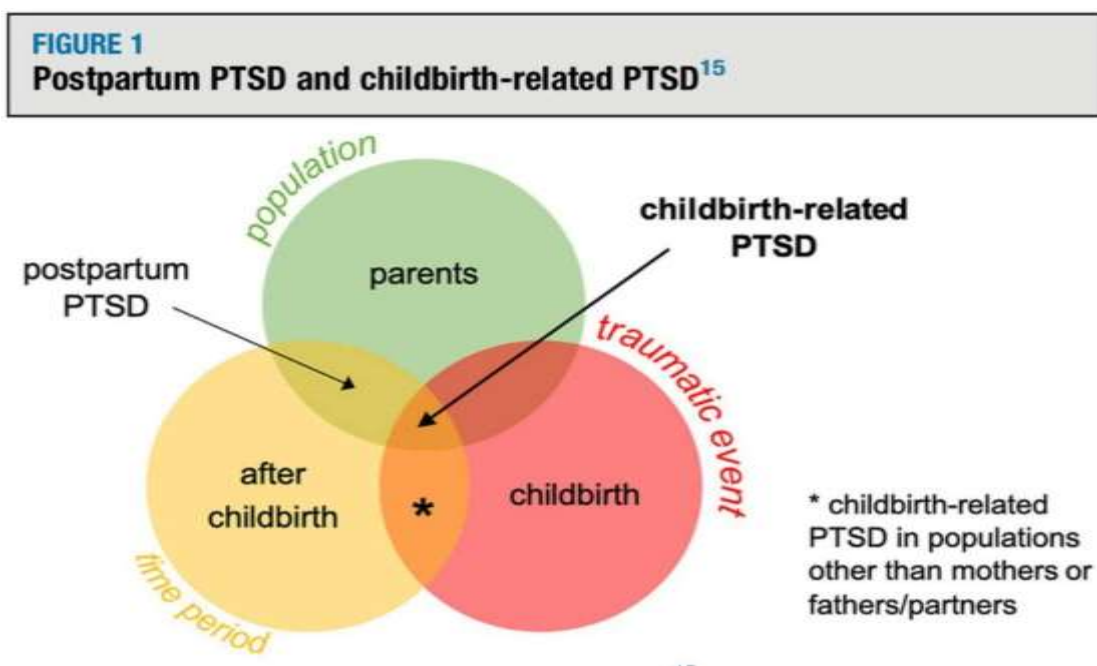 FIGURE 1
Postpartum PTSD and childbirth-related PTSD15
population
childbirth-related
PTSD
postpartum
PTSD
parents
traumatic event
after
childbirth
*
childbirth
time period
* childbirth-related
PTSD in populations
other than mothers or
fathers/partners